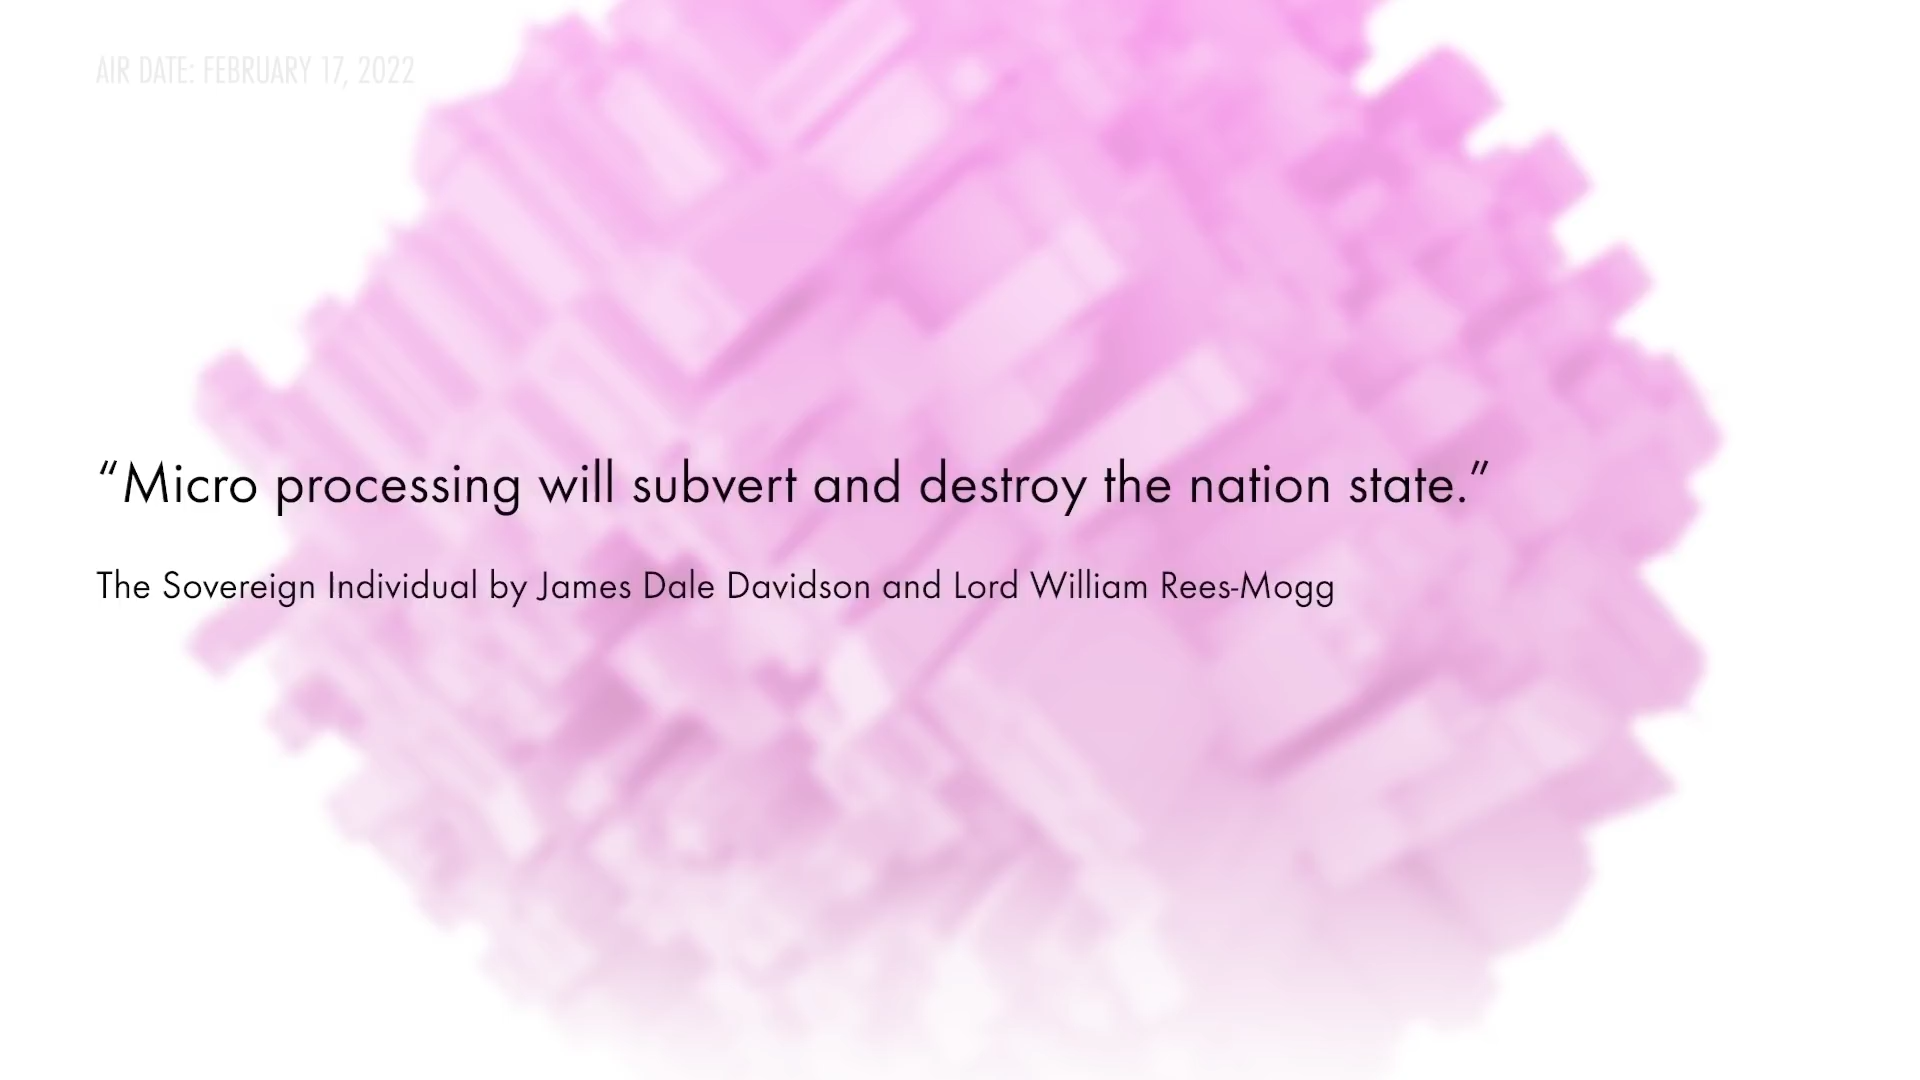 AIR DATE: FEBRUARY 17, 2022
“Micro processing will subvert and destroy the nation state.”
The Sovereign Individual by James Dale Davidson and Lord William Rees-Mogg